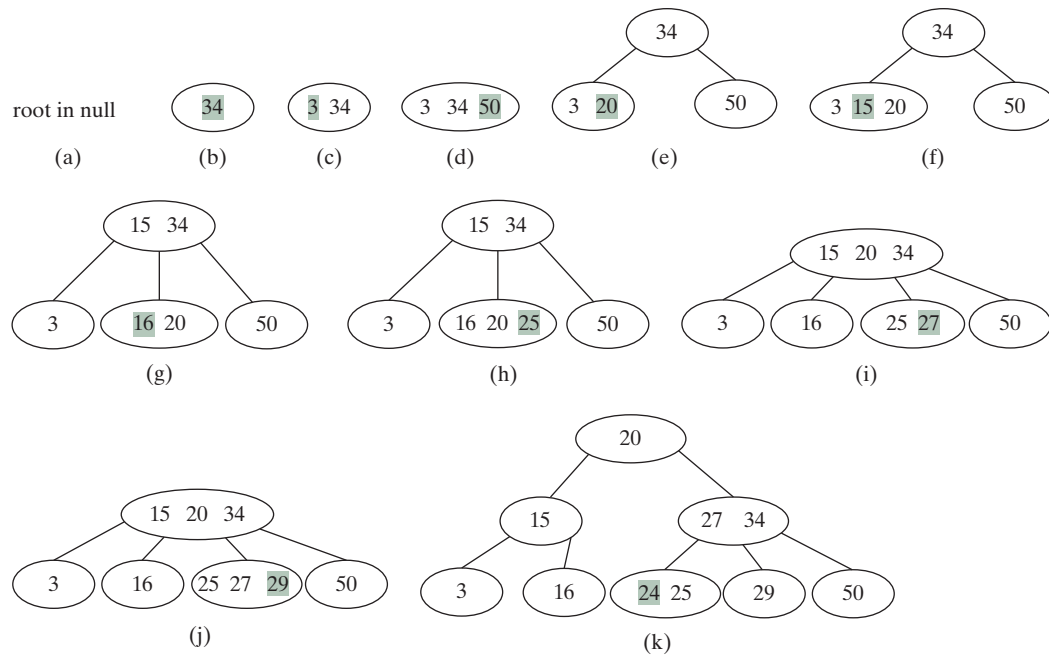 34
34
root in null
34
3 34
3 34 50
3 20
50
3 15 20
50
(a)
(b)
(c)
(d)
(e)
(f)
15 34
15 34
15 20 34
3
16 20
50
3
16 20 25
50
3
16
25 27
50
(g)
(h)
(i)
20
15 20 34
15
27 34
3
16
25 27 29
50
3
16
24 25
29
50
(j)
(k)